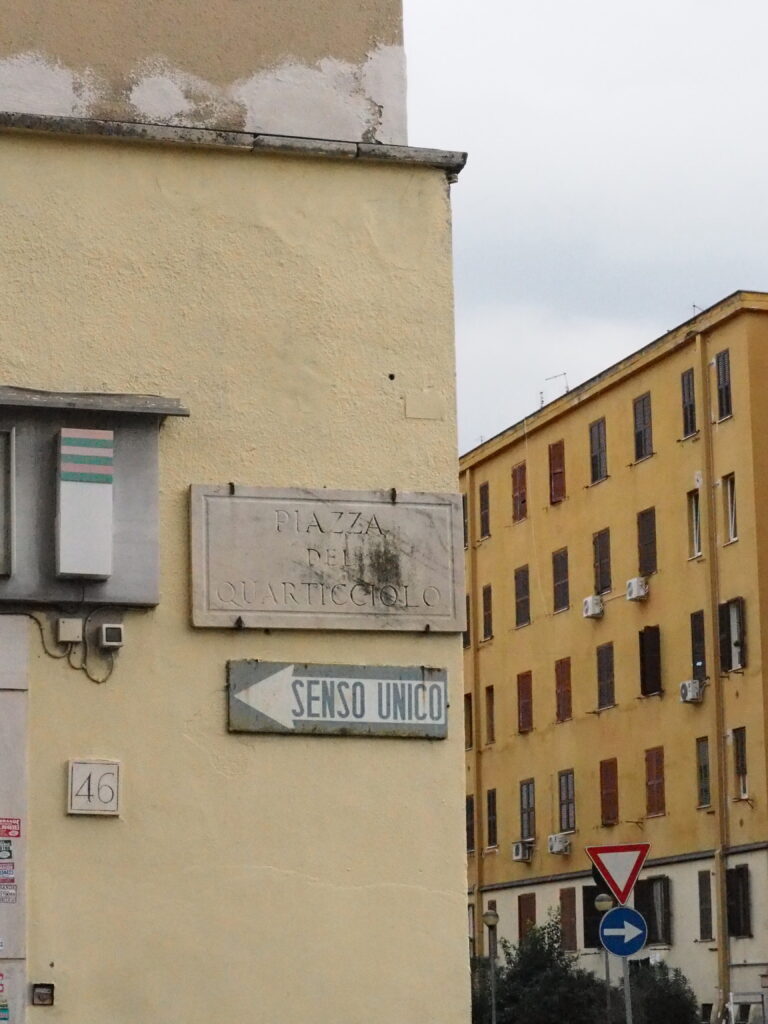 PIAZZA
DEL
QUARTICCIOLO
SENSO UNICO
46